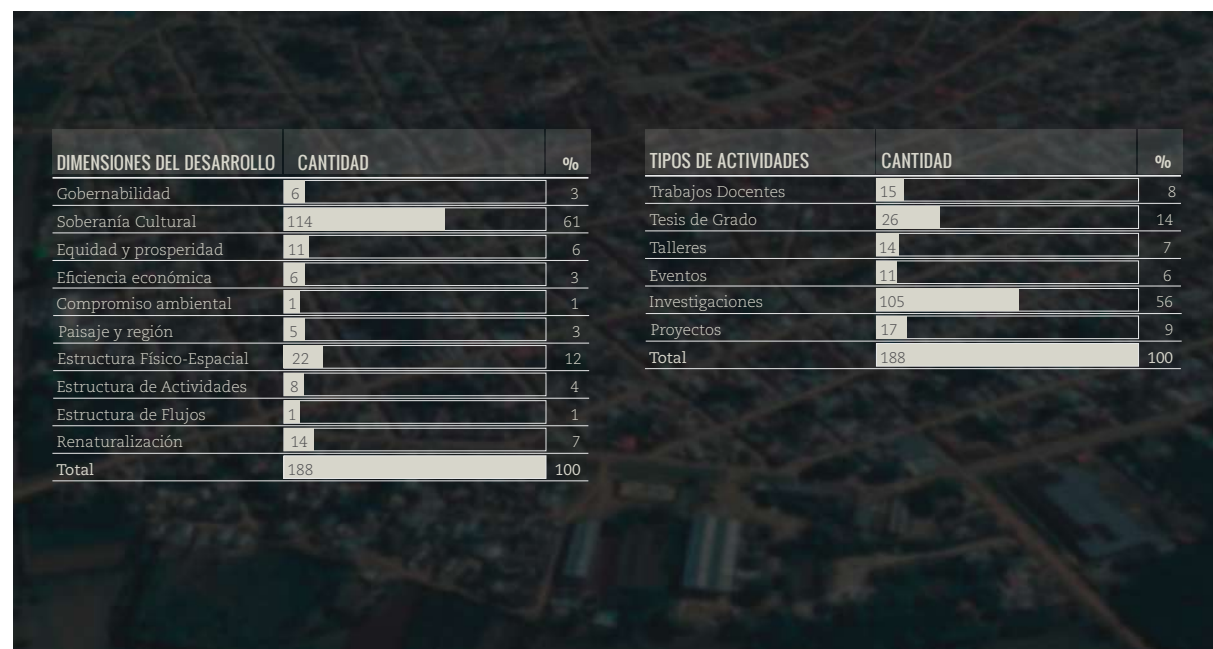 DIMENSIONES DEL DESARROLLO CANTIDAD %
Gobernabilidad 6 3
Soberanía Cultural 114 61
Equidad y prosperidad 11 6
Eficiencia económica 6 3
Compromiso ambiental 1 1
Paisaje y región 5 3
Estructura Físico-Espacial 22 12
Estructura de Actividades 8 4
Estructura de Flujos 1 1
Renaturalización 14 7
Total 188 100
TIPOS DE ACTIVIDADES CANTIDAD %
Trabajos Docentes 15 8
Tesis de Grado 26 14
Talleres 14 7
Eventos 11 6
Investigaciones 105 56
Proyectos 17 9
Total 188 100